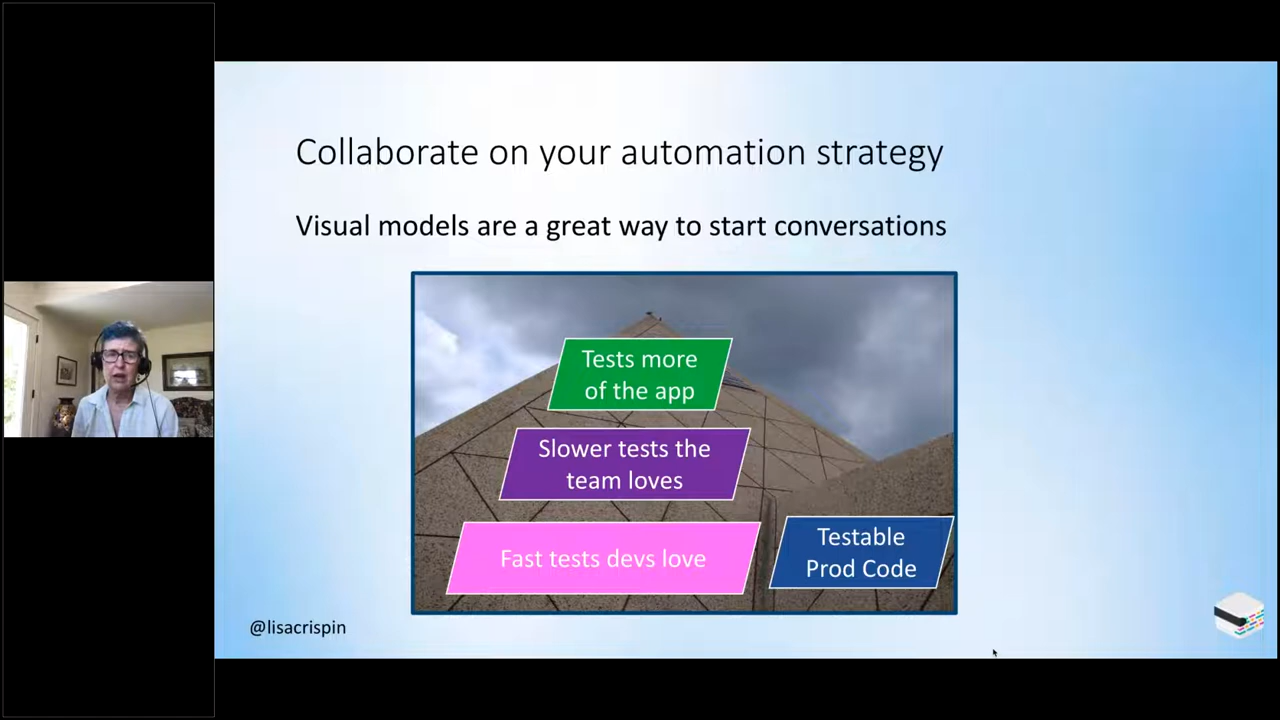 Collaborate on your automation strategy
Visual models are a great way to start conversations
Tests more
of the app
Slower tests the
team loves
Fast tests devs love
Testable
Prod Code
@lisacrispin